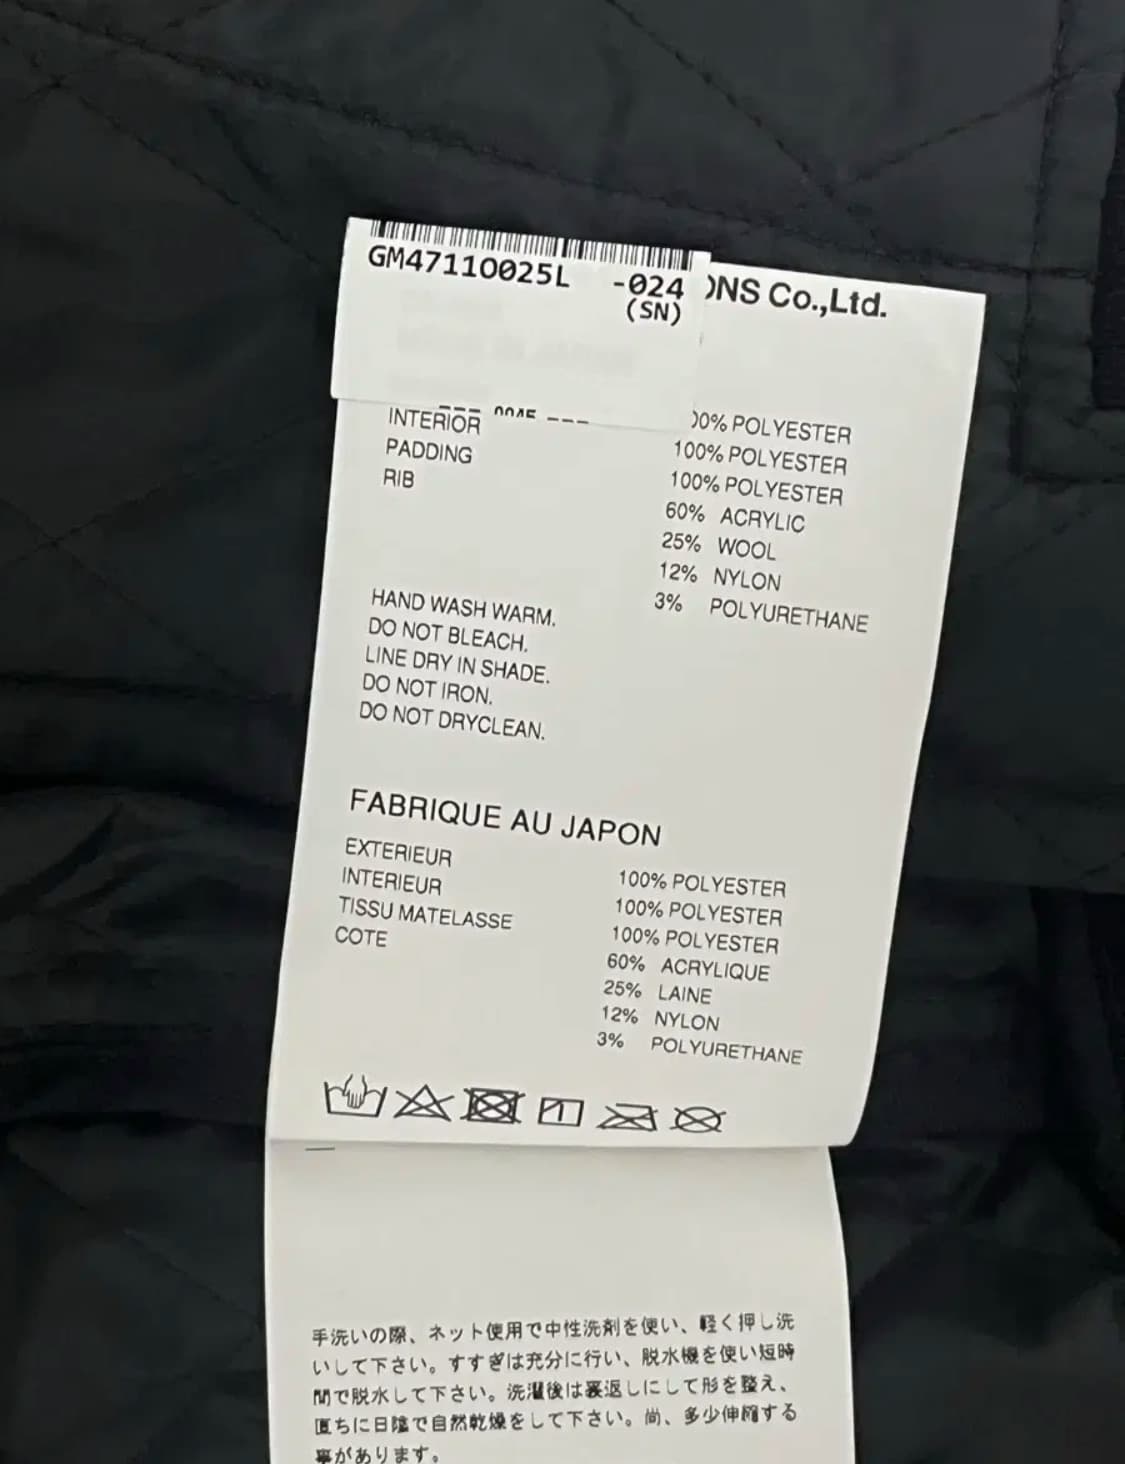 GM47110025L -024
(SN)
ONS Co.,Ltd.
0045
00% POLYESTER
INTERIOR 100% POLYESTER
PADDING 100% POLYESTER
RIB 60% ACRYLIC
25% WOOL
12% NYLON
3% POLYURETHANE
HAND WASH WARM.
DO NOT BLEACH.
LINE DRY IN SHADE.
DO NOT IRON.
DO NOT DRYCLEAN.
FABRIQUE AU JAPON
EXTERIEUR 100% POLYESTER
INTERIEUR 100% POLYESTER
TISSU MATELASSE 100% POLYESTER
COTE 60% ACRYLIQUE
25% LAINE
12% NYLON
3% POLYURETHANE
手洗いの際、ネット使用で中性洗剤を使い、軽く押し洗
いして下さい。すすぎは充分に行い、脱水機を使い短時
間で脱水して下さい。洗濯後は裏返しにして形を整え、
直ちに日陰で自然乾燥をして下さい。尚、多少伸縮する
事があります。